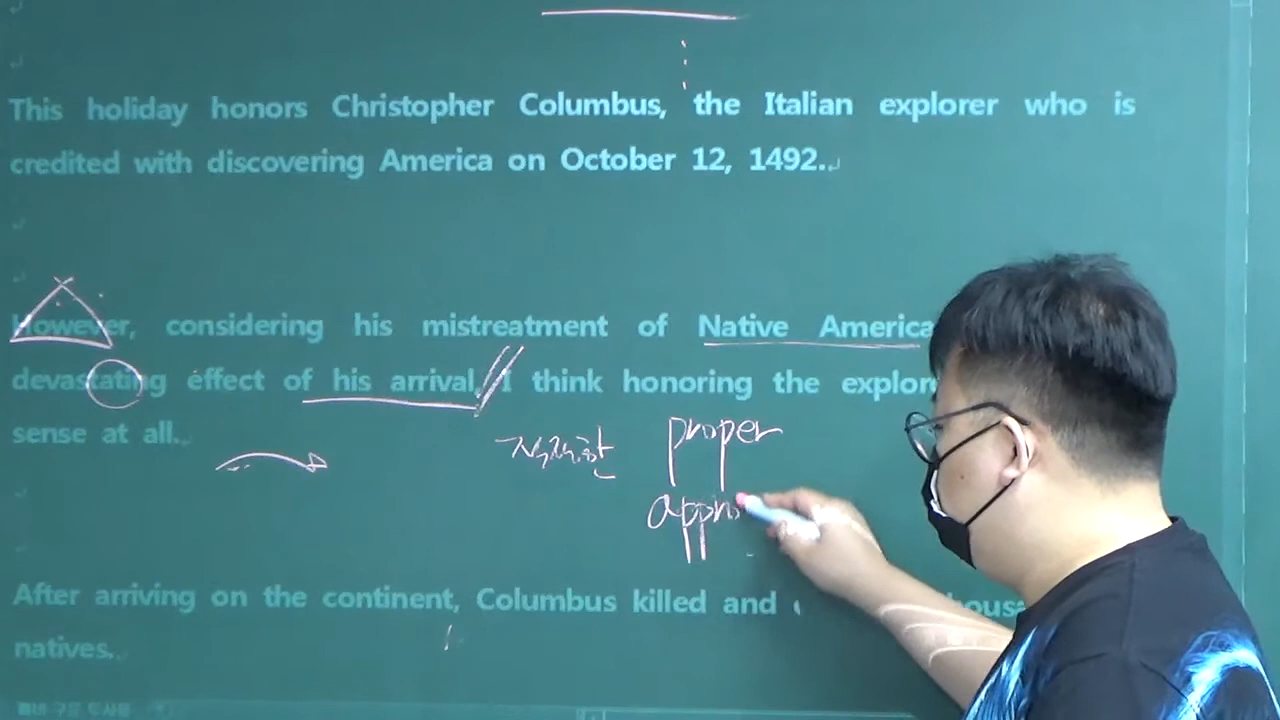 This holiday honors Christopher Columbus, the Italian explorer who is
credited with discovering America on October 12, 1492.
However, considering his mistreatment of Native America
devastating effect of his arrival, I think honoring the explor
sense at all.
적절한 proper
appro
After arriving on the continent, Columbus killed and housa
natives.